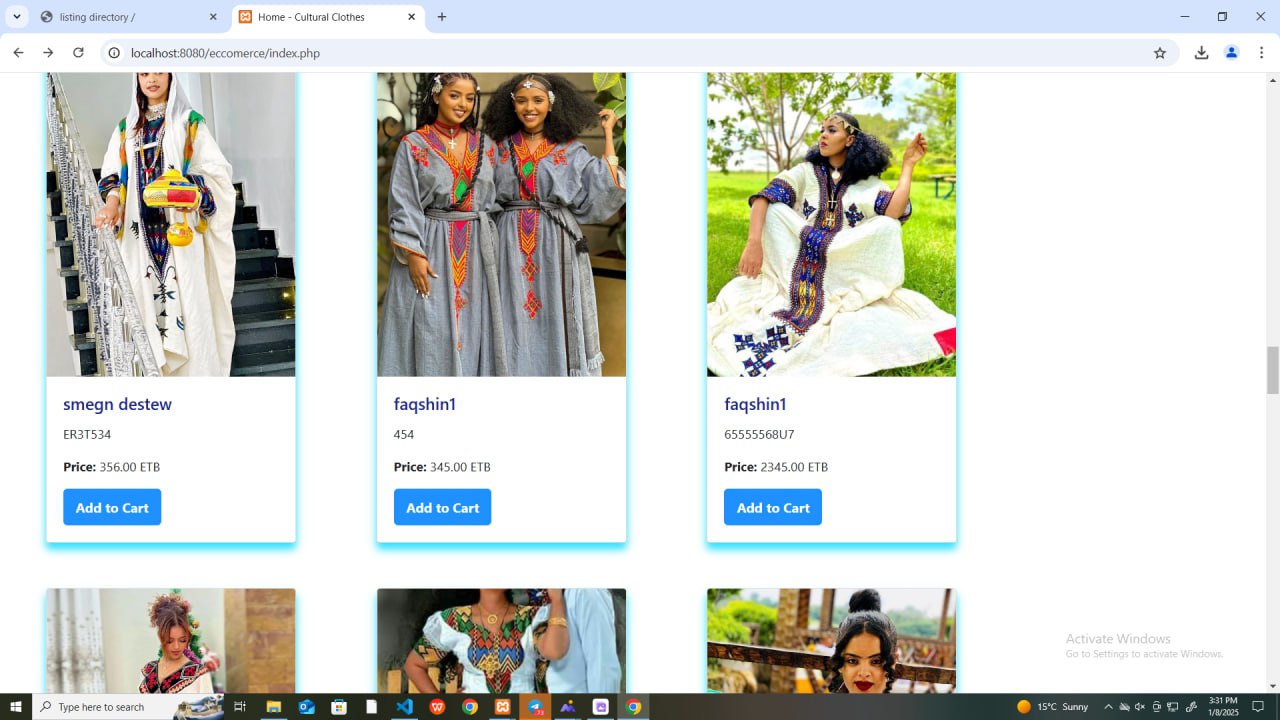 listing directory /
Home - Cultural Clothes
localhost:8080/eccomerce/index.php
smegn destew
faqshin1
faqshin1
ER3T534
454
65555568U7
Price: 356.00 ETB
Price: 345.00 ETB
Price: 2345.00 ETB
Add to Cart
Add to Cart
Add to Cart
Activate Windows
Go to Settings to activate Windows.
Type here to search
15°C Sunny
3:31 PM
1/8/2025